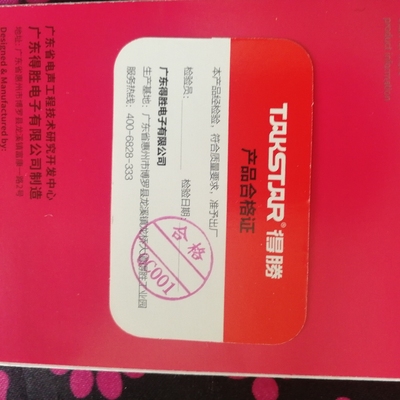 TAKSTAR®得勝
产品合格证
本产品经检验,符合质量要求,准予出厂
检验员: 检验日期:
广东得胜电子有限公司
生产基地:广东省惠州市博罗县龙溪镇
服务热线:400-6828-333
合格
QC001
广东省电声工程技术研究开发中心
广东得胜电子有限公司制造
Designed & Manufactured by: